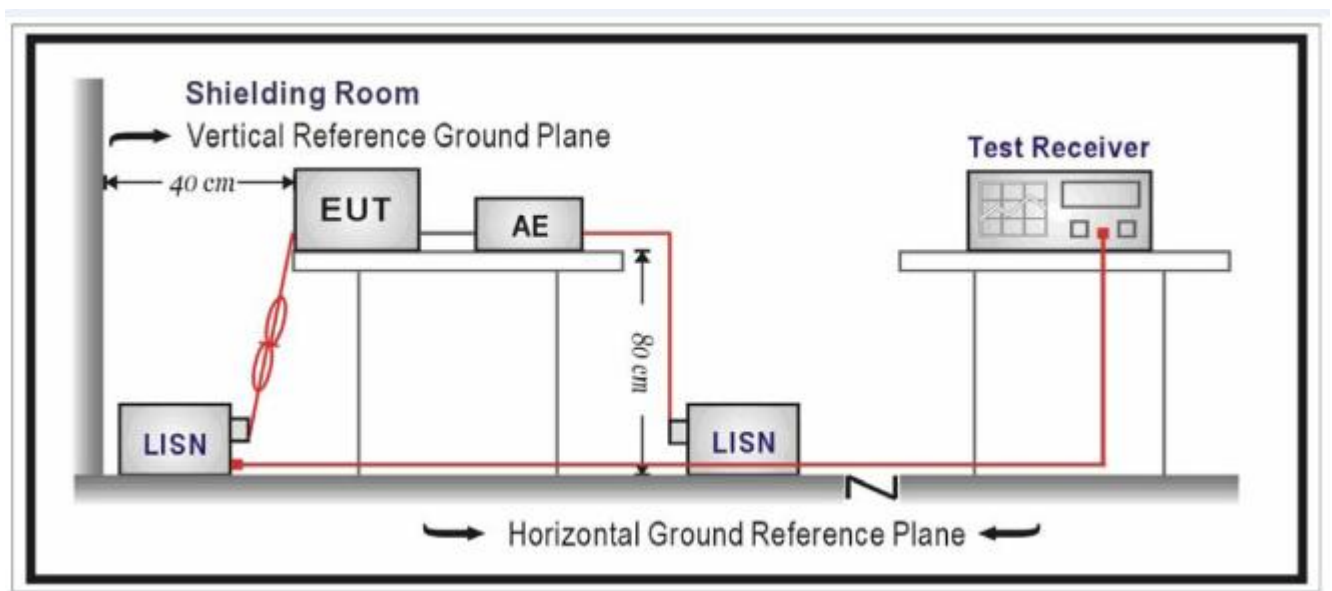 Shielding Room
Vertical Reference Ground Plane
40 cm
EUT
AE
Test Receiver
80 cm
LISN
LISN
Horizontal Ground Reference Plane